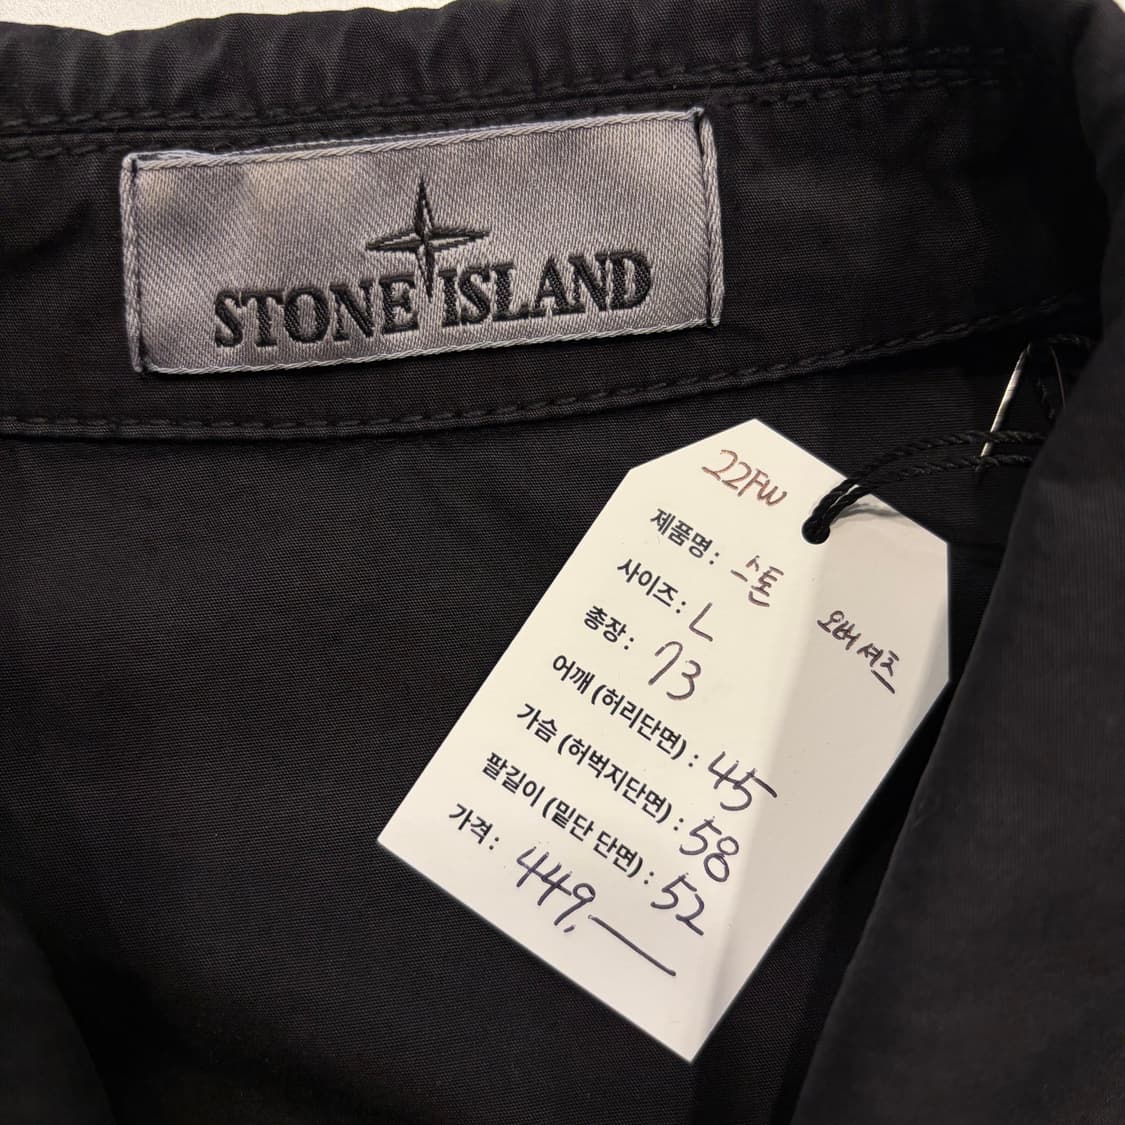 STONE ISLAND
22FW
제품명 : 스톤 오버셔츠
사이즈 : L
총장 : 73
어깨 (허리단면) : 45
가슴 (허벅지단면) : 58
팔길이 (밑단 단면) : 52
가격 : 449,—